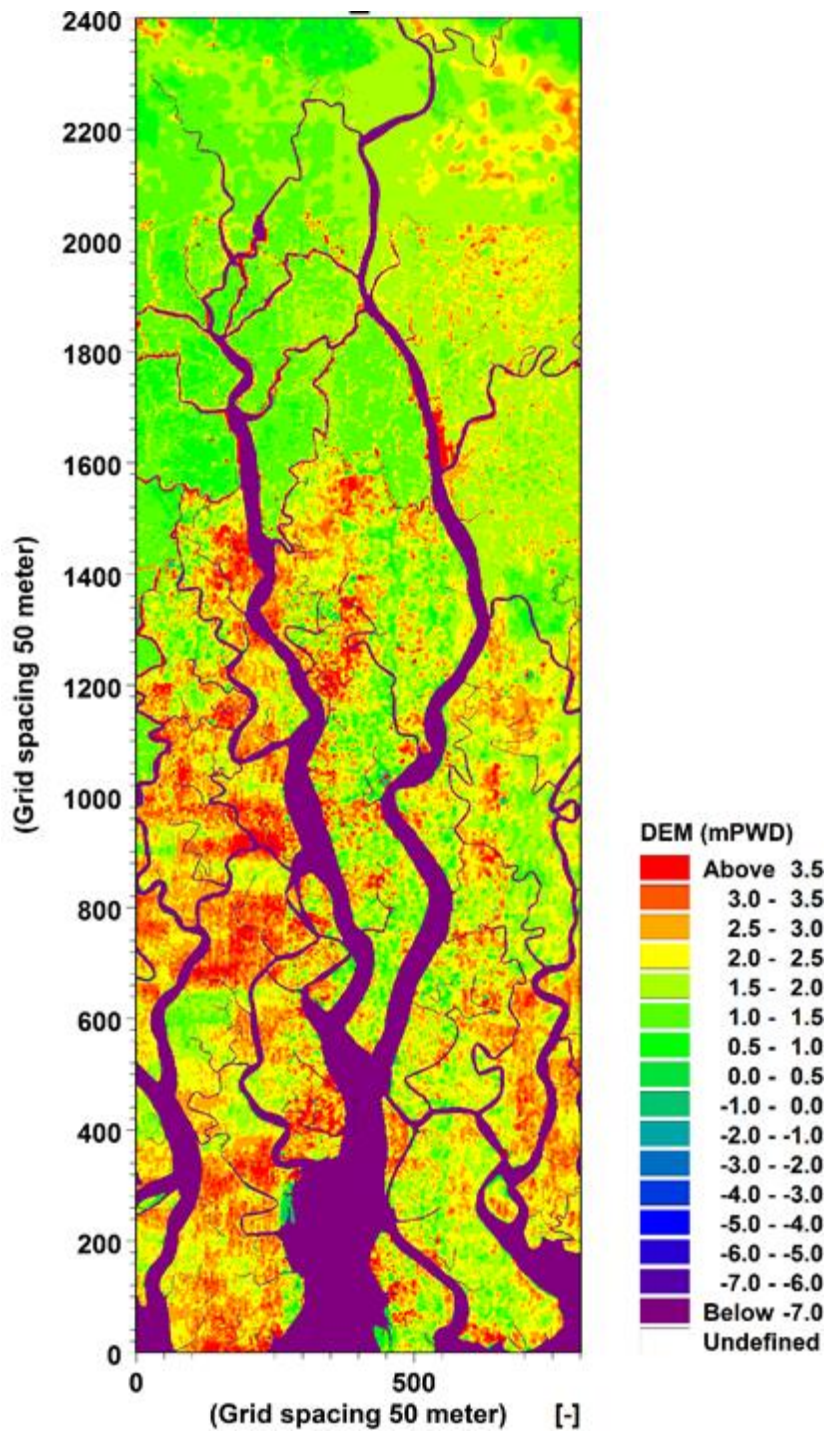 2400
2200
2000
1800
1600
1400
1200
1000
800
600
400
200
0
(Grid spacing 50 meter)
0 500
(Grid spacing 50 meter) [-]
DEM (mPWD)
Above 3.5
3.0 - 3.5
2.5 - 3.0
2.0 - 2.5
1.5 - 2.0
1.0 - 1.5
0.5 - 1.0
0.0 - 0.5
-1.0 - 0.0
-2.0 - -1.0
-3.0 - -2.0
-4.0 - -3.0
-5.0 - -4.0
-6.0 - -5.0
-7.0 - -6.0
Below -7.0
Undefined